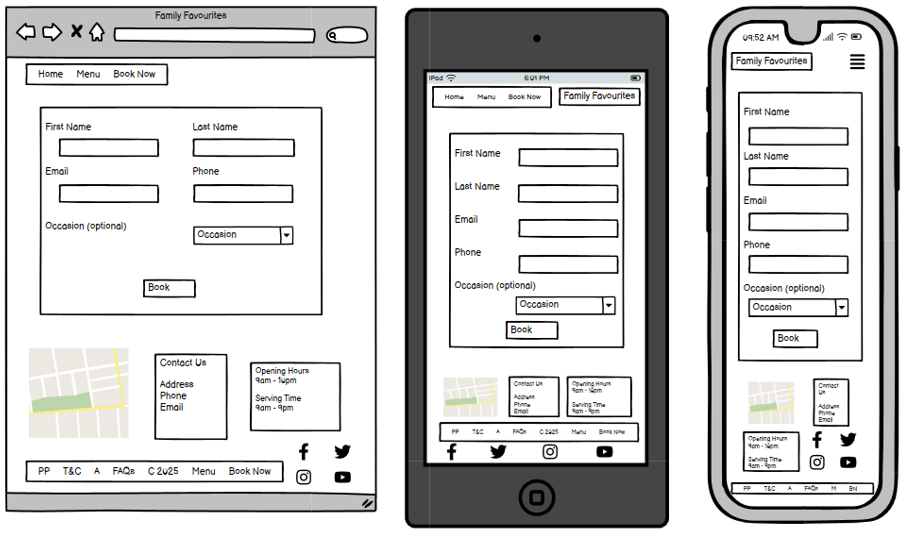 Family Favourites
Home Menu Book Now
First Name Last Name
Email Phone
Occasion (optional)
Occasion
Book
Contact Us
Address
Phone
Email
Opening Hours
9am - 10pm
Serving Time
9am - 9pm
PP T&C A FAQs C 2025 Menu Book Now
iPad 6:01 PM
Home Menu Book Now Family Favourites
First Name
Last Name
Email
Phone
Occasion (optional)
Occasion
Book
Contact Us
Address
Phone
Email
Opening Hours
9am - 10pm
Serving Time
9am - 9pm
PP T&C A FAQs C 2025 Menu Book Now
09:52 AM
Family Favourites
First Name
Last Name
Email
Phone
Occasion (optional)
Occasion
Book
Contact
Us
Address
Phone
Email
Opening Hours
9am - 10pm
Serving Time
9am - 9pm
PP T&C A FAQs M BN